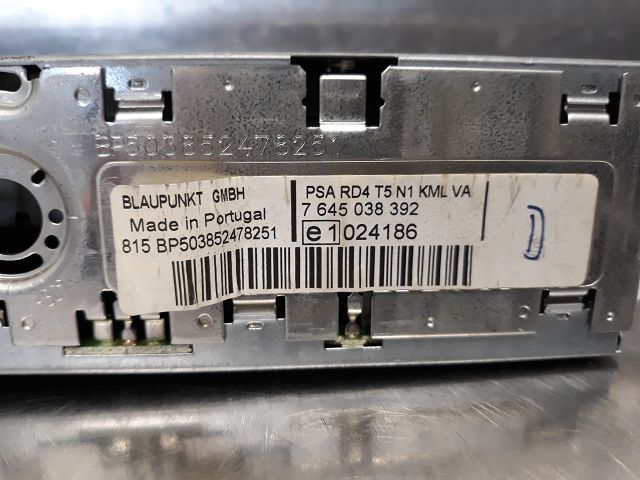 BP503852478251
BLAUPUNKT GMBH
Made in Portugal
815 BP503852478251
PSA RD4 T5 N1 KML VA
7 645 038 392
e1 024186
D